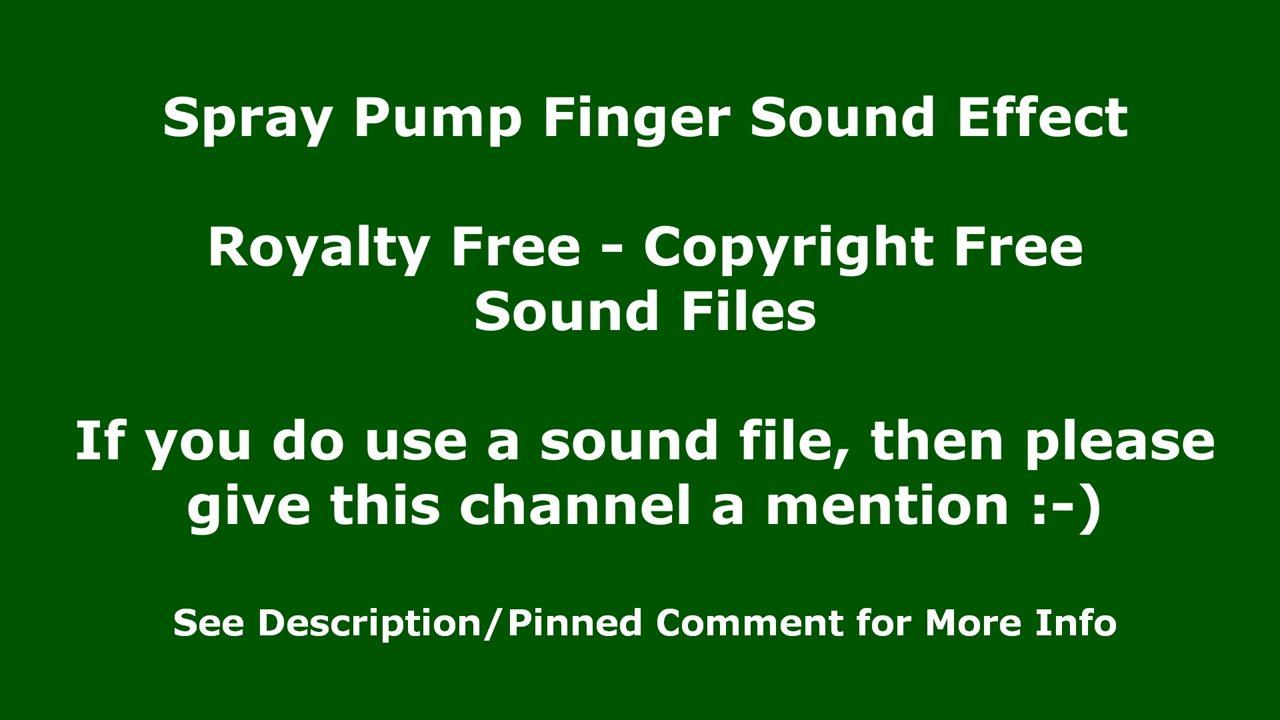 Spray Pump Finger Sound Effect
Royalty Free - Copyright Free
Sound Files
If you do use a sound file, then please
give this channel a mention :-)
See Description/Pinned Comment for More Info